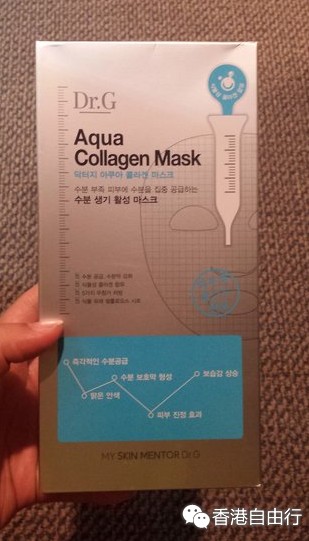 Dr.G
Aqua
Collagen Mask
닥터지 아쿠아 콜라겐 마스크
수분 부족 피부에 수분을 집중 공급하는
수분 생기 활성 마스크
즉각적인 수분공급
수분 보호막 형성
보습감 상승
맑은 안색
피부 진정 효과
MY SKIN MENTOR Dr.G
香港自由行